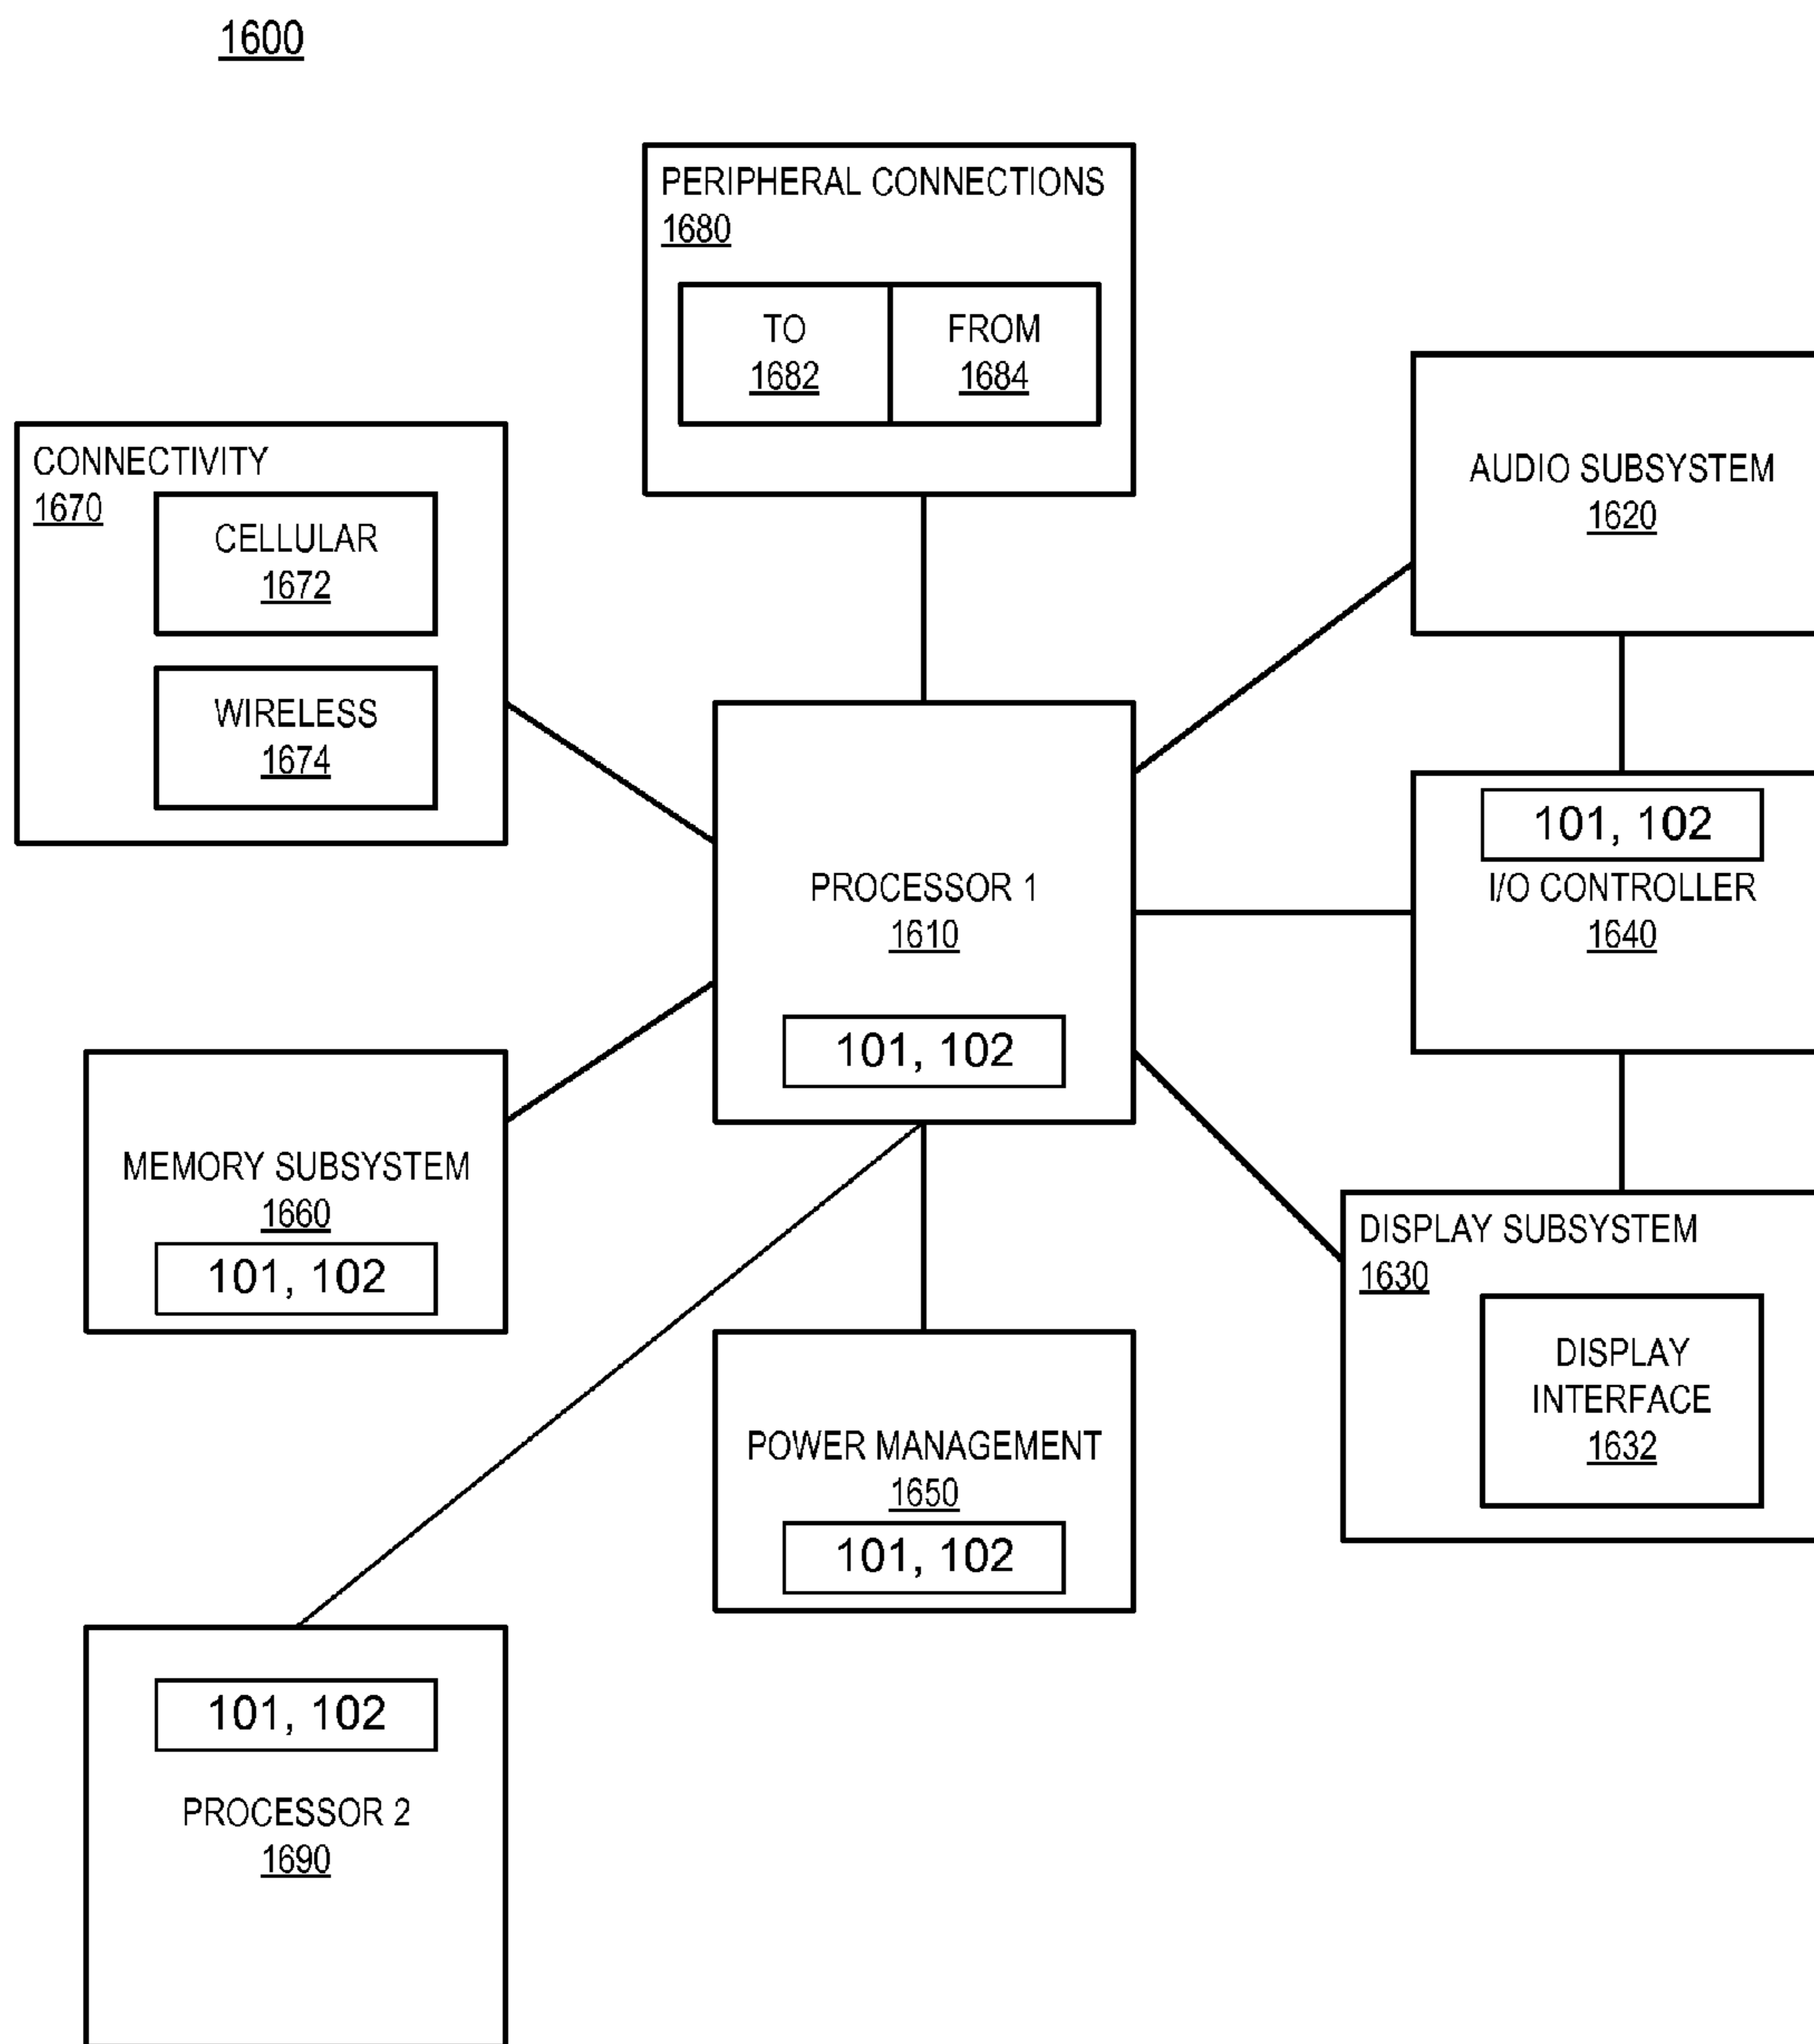 1600
PERIPHERAL CONNECTIONS
1680
TO
1682
FROM
1684
CONNECTIVITY
1670
CELLULAR
1672
WIRELESS
1674
AUDIO SUBSYSTEM
1620
PROCESSOR 1
1610
101, 102
101, 102
I/O CONTROLLER
1640
MEMORY SUBSYSTEM
1660
101, 102
DISPLAY SUBSYSTEM
1630
DISPLAY
INTERFACE
1632
POWER MANAGEMENT
1650
101, 102
101, 102
PROCESSOR 2
1690